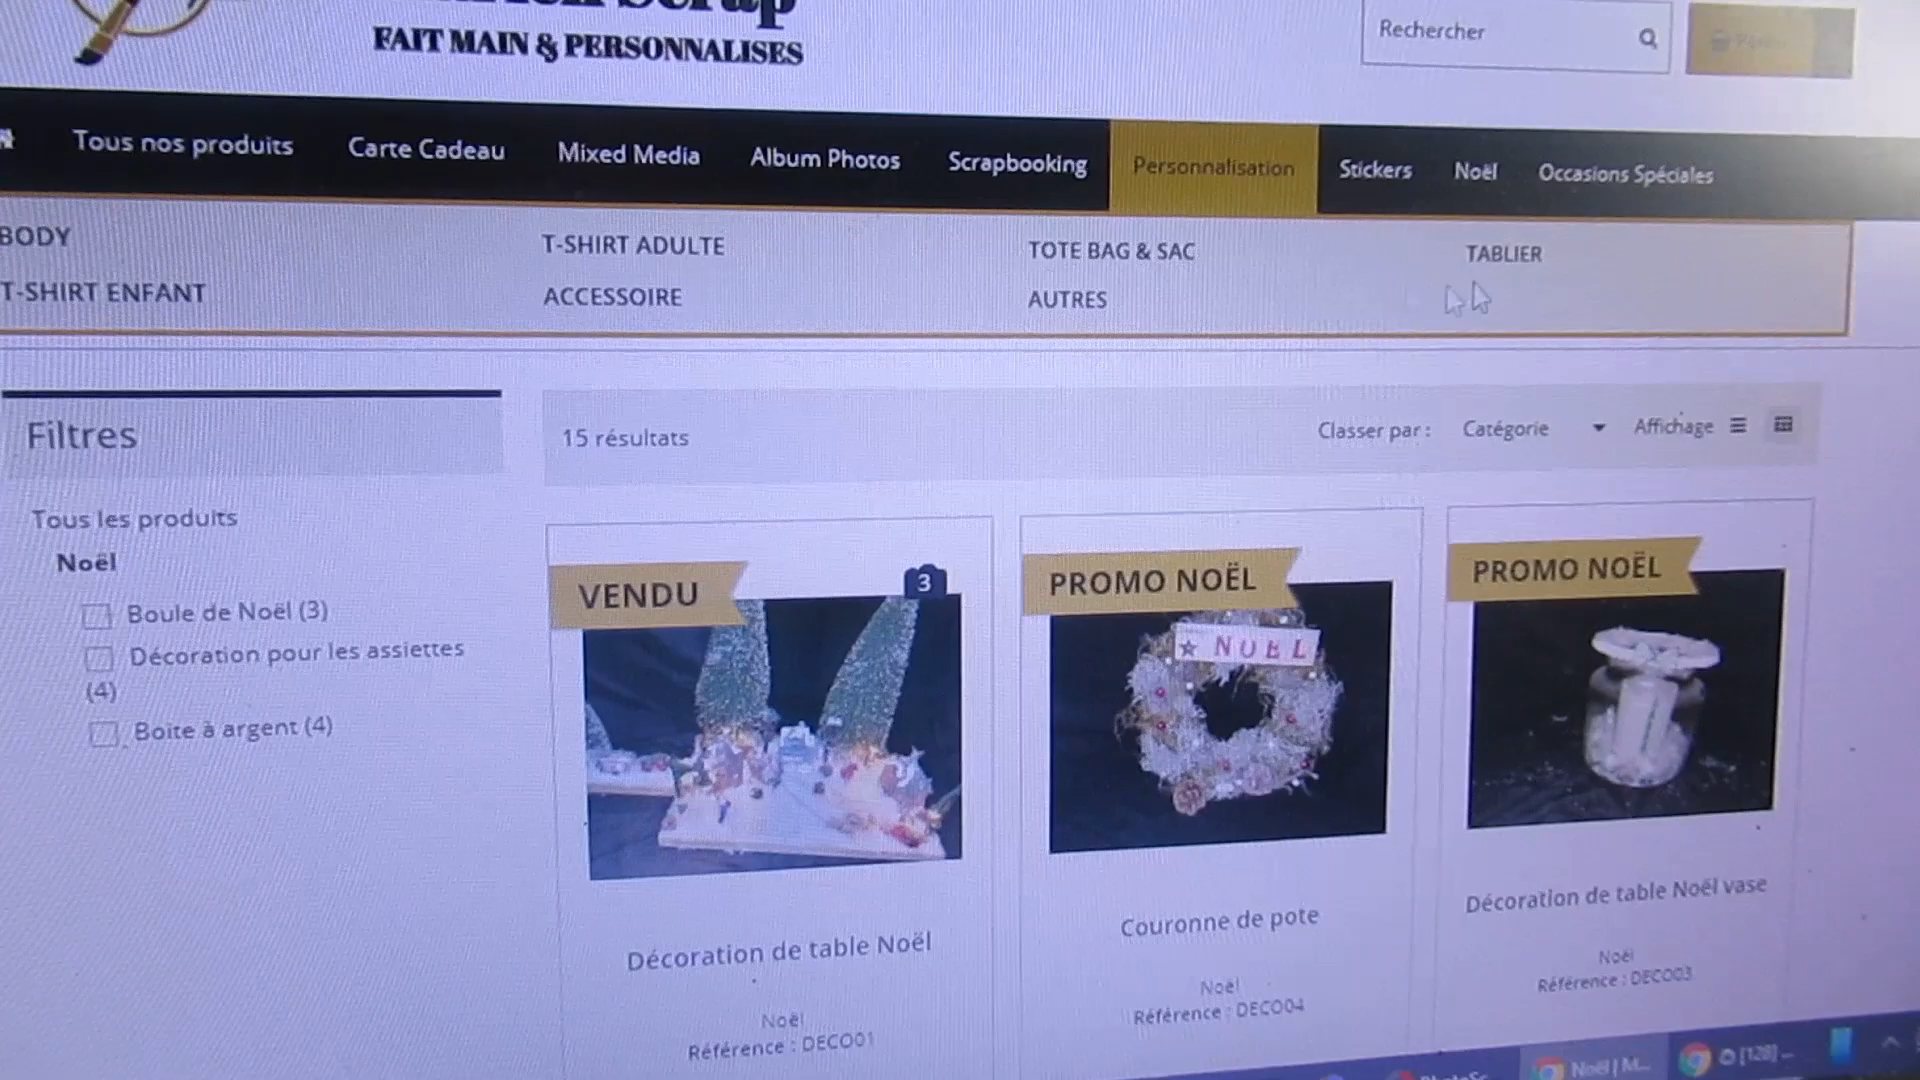 Scrap
FAIT MAIN & PERSONNALISES
Rechercher
Tous nos produits Carte Cadeau Mixed Media Album Photos Scrapbooking Personnalisation Stickers Noël Occasions Spéciales
BODY T-SHIRT ADULTE TOTE BAG & SAC TABLIER
T-SHIRT ENFANT ACCESSOIRE AUTRES
Filtres
15 résultats Classer par : Catégorie Affichage
Tous les produits
Noël
Boule de Noël (3)
Décoration pour les assiettes
(4)
Boite à argent (4)
VENDU 3
Décoration de table Noël
Noël
Référence : DECO01
PROMO NOËL
NOEL
Couronne de pote
Noël
Référence : DECO04
PROMO NOËL
Décoration de table Noël vase
Noël
Référence : DECO03
Noël | M... [128] ...